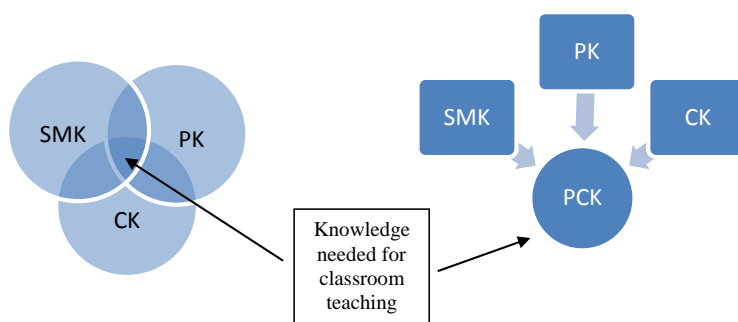 SMK
PK
CK
PK
SMK
CK
PCK
Knowledge
needed for
classroom
teaching